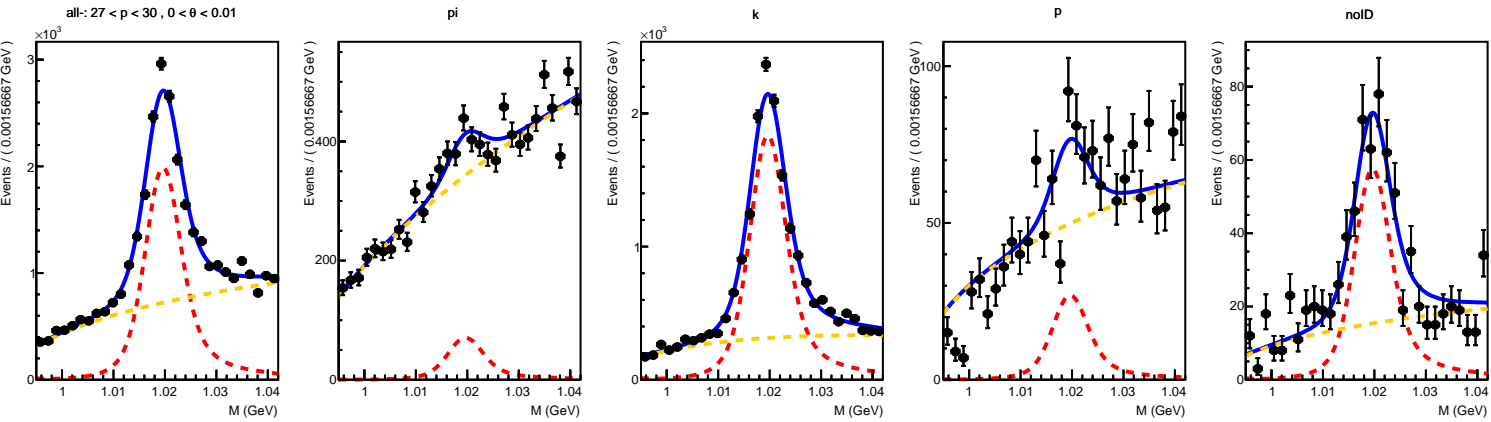 all-: 27 < p < 30 , 0 < θ < 0.01
×10³
Events / ( 0.00156667 GeV )
3
2
1
0
1 1.01 1.02 1.03 1.04
M (GeV)
pi
Events / ( 0.00156667 GeV )
400
200
0
1 1.01 1.02 1.03 1.04
M (GeV)
k
×10³
Events / ( 0.00156667 GeV )
2
1
0
1 1.01 1.02 1.03 1.04
M (GeV)
p
Events / ( 0.00156667 GeV )
100
50
0
1 1.01 1.02 1.03 1.04
M (GeV)
noID
Events / ( 0.00156667 GeV )
80
60
40
20
0
1 1.01 1.02 1.03 1.04
M (GeV)